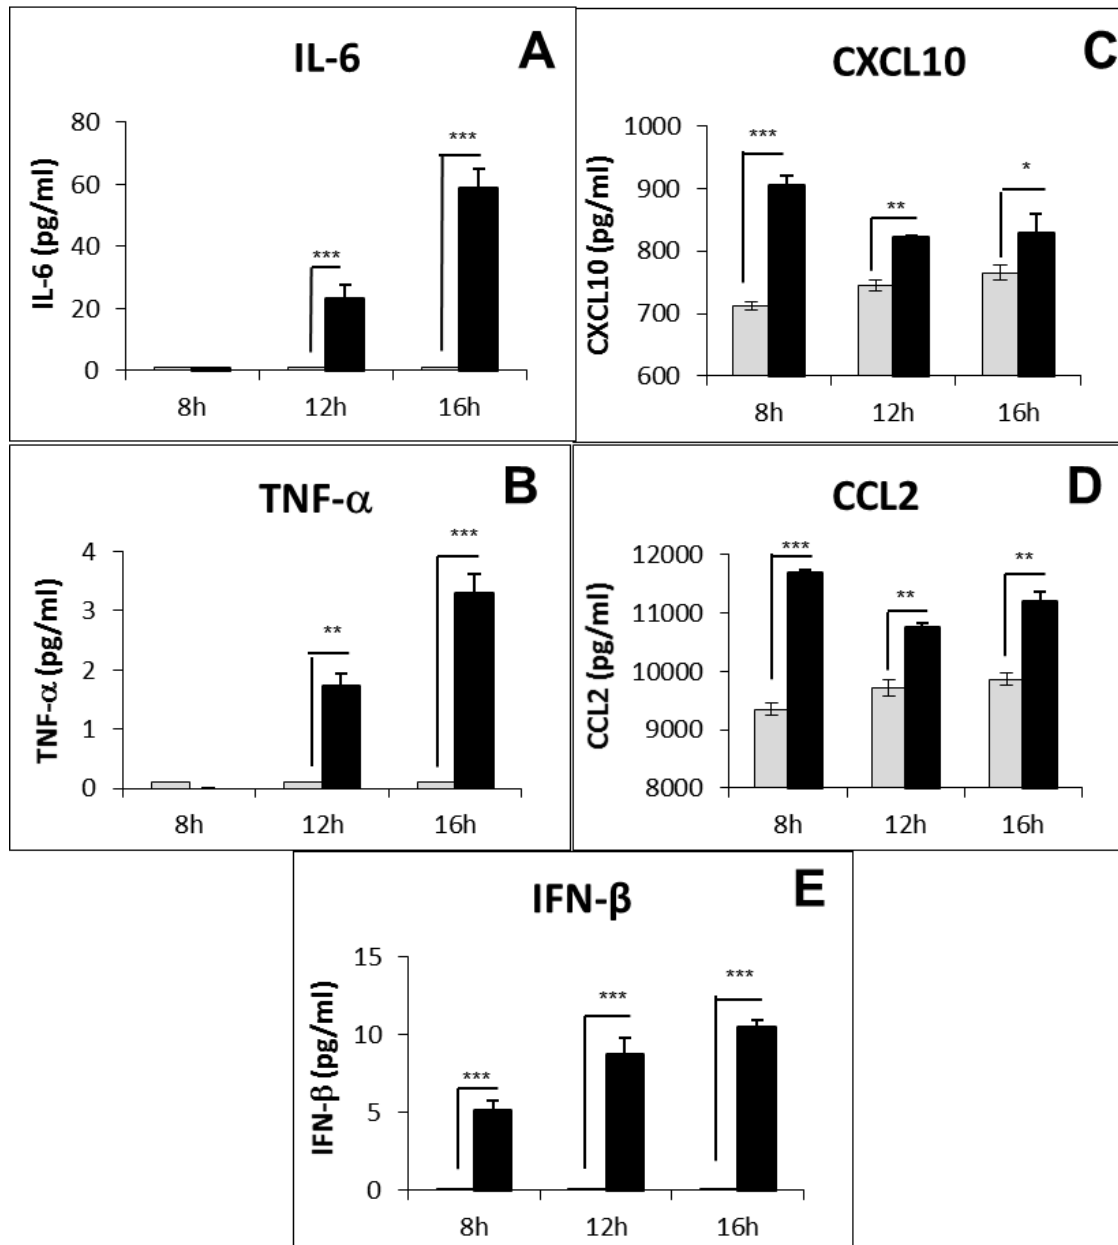 IL-6
A
IL-6 (pg/ml)
80
60
40
20
0
***
***
8h
12h
16h
CXCL10
C
CXCL10 (pg/ml)
1000
900
800
700
600
***
**
*
8h
12h
16h
TNF-α
B
TNF-α (pg/ml)
4
3
2
1
0
**
***
8h
12h
16h
CCL2
D
CCL2 (pg/ml)
12000
11000
10000
9000
8000
***
**
**
8h
12h
16h
IFN-β
E
IFN-β (pg/ml)
15
10
5
0
***
***
***
8h
12h
16h